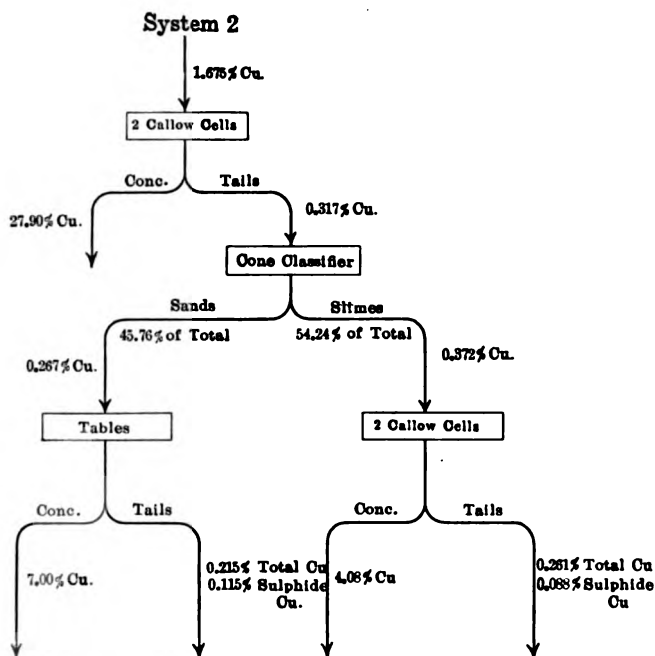 System 2
1.675% Cu.
2 Callow Cells
Conc.
Tails
27.90% Cu.
0.317% Cu.
Cone Classifier
Sands
Slimes
45.76% of Total
54.24% of Total
0.267% Cu.
0.372% Cu.
Tables
2 Callow Cells
Conc.
Tails
Conc.
Tails
7.00% Cu.
0.215% Total Cu
0.115% Sulphide
Cu.
4.08% Cu
0.261% Total Cu
0.088% Sulphide
Cu